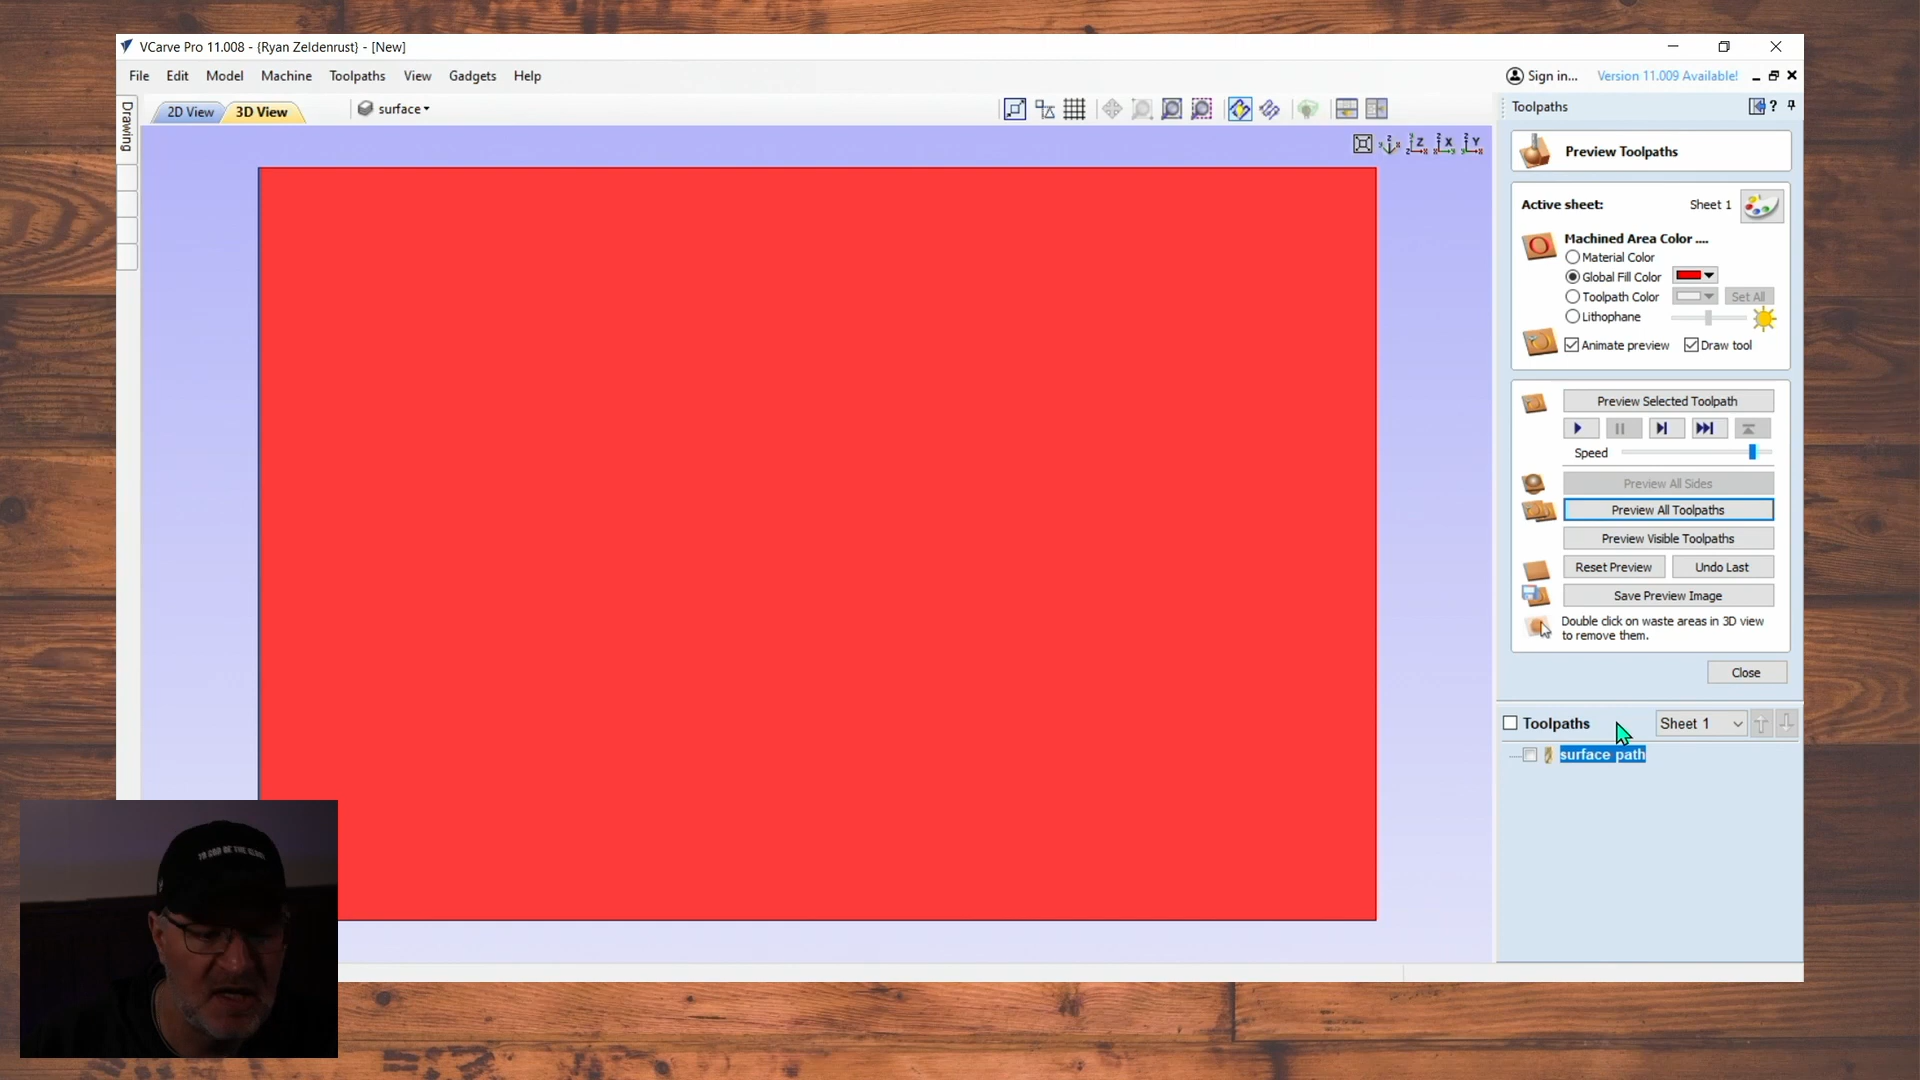 VCarve Pro 11.008 - {Ryan Zeldenrust} - [New]
File Edit Model Machine Toolpaths View Gadgets Help
Sign in... Version 11.009 Available!
Drawing
2D View 3D View surface
Toolpaths ?
Z X Y
Preview Toolpaths
Active sheet: Sheet 1
Machined Area Color ....
Material Color
Global Fill Color
Toolpath Color Set All
Lithophane
Animate preview Draw tool
Preview Selected Toolpath
Speed
Preview All Sides
Preview All Toolpaths
Preview Visible Toolpaths
Reset Preview Undo Last
Save Preview Image
Double click on waste areas in 3D view
to remove them.
Close
Toolpaths Sheet 1
surface path